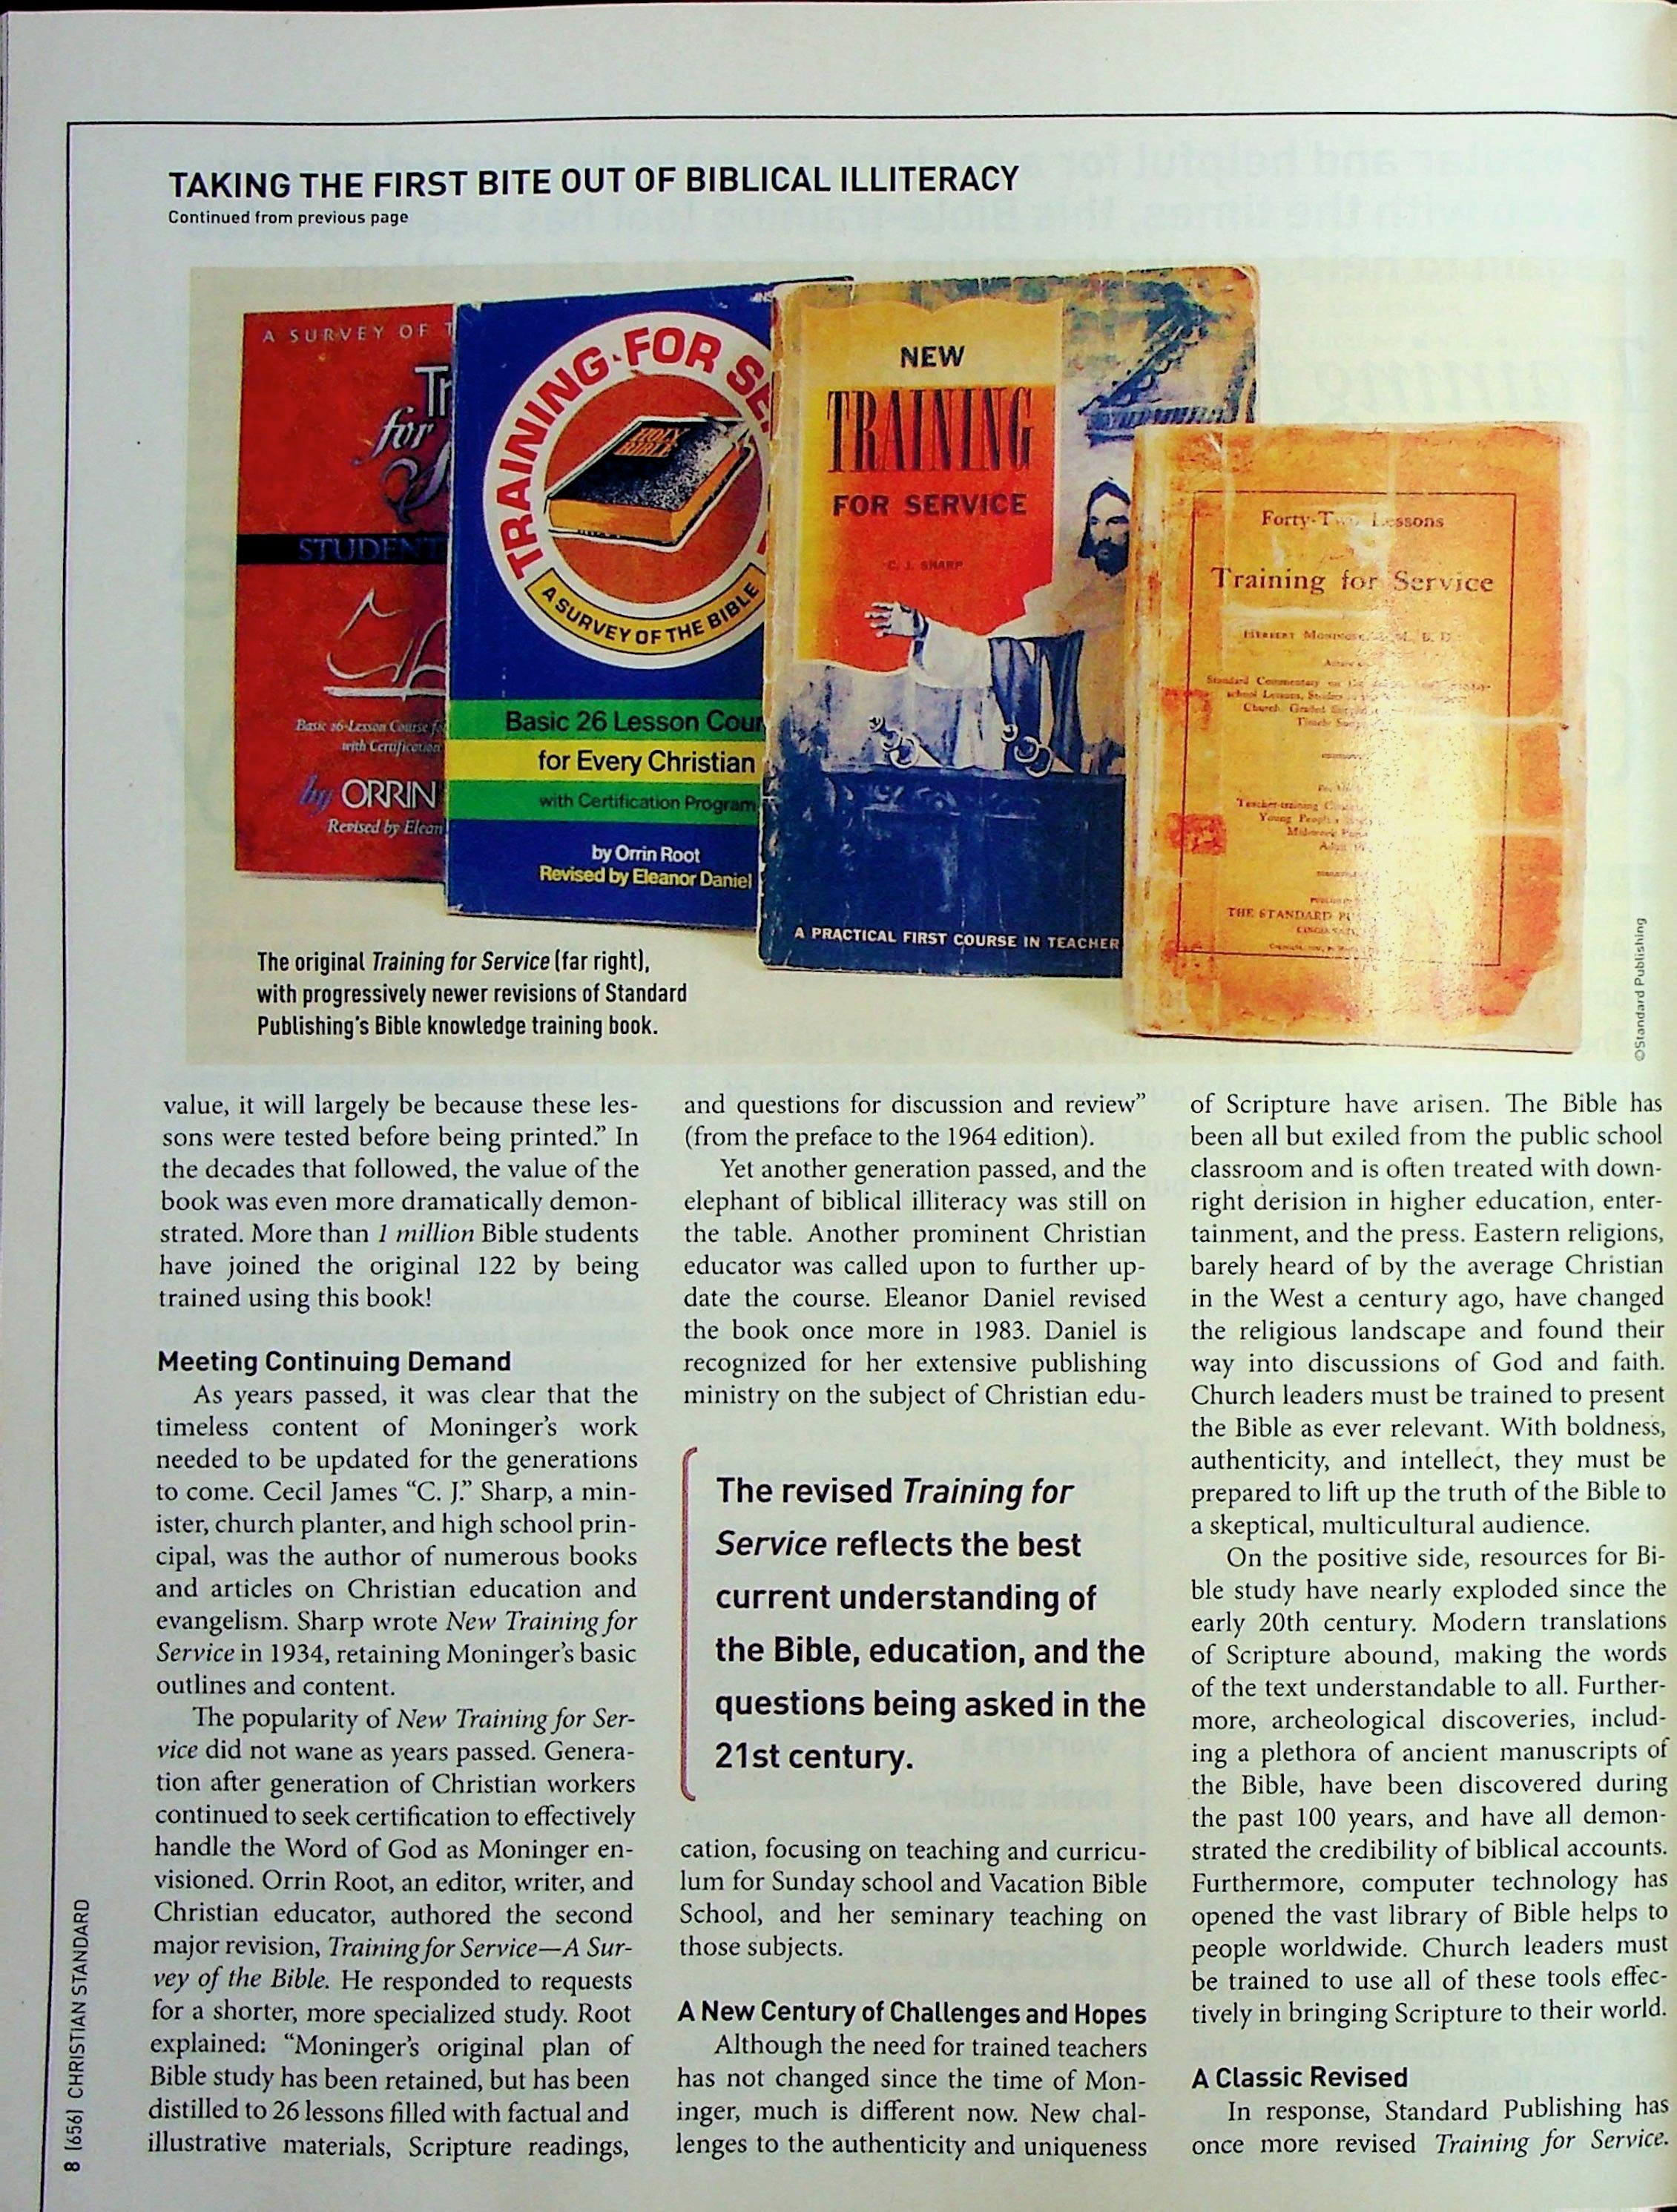 TAKING THE FIRST BITE OUT OF BIBLICAL ILLITERACY
Continued from previous page
A SURVEY OF T
Tr
for
STUDENT
Basic 26-Lesson Course fo
with Certification
by ORRIN
Revised by Elean
INS
TRAINING FOR SE
HOLY
BIBLE
A SURVEY OF THE BIBLE
Basic 26 Lesson Cour
for Every Christian
with Certification Program
by Orrin Root
Revised by Eleanor Daniel
NEW
TRAINING
FOR SERVICE
C. J. SHARP
A PRACTICAL FIRST COURSE IN TEACHER
Forty-Two Lessons
Training for Service
HERBERT
Standard Commentary on the
school Lessons,
Church
Teacher-training
Young People's
Adult
THE STANDARD
The original Training for Service (far right),
with progressively newer revisions of Standard
Publishing's Bible knowledge training book.
©Standard Publishing
value, it will largely be because these les-
sons were tested before being printed." In
the decades that followed, the value of the
book was even more dramatically demon-
strated. More than 1 million Bible students
have joined the original 122 by being
trained using this book!
Meeting Continuing Demand
As years passed, it was clear that the
timeless content of Moninger's work
needed to be updated for the generations
to come. Cecil James "C. J." Sharp, a min-
ister, church planter, and high school prin-
cipal, was the author of numerous books
and articles on Christian education and
evangelism. Sharp wrote New Training for
Service in 1934, retaining Moninger's basic
outlines and content.
The popularity of New Training for Ser-
vice did not wane as years passed. Genera-
tion after generation of Christian workers
continued to seek certification to effectively
handle the Word of God as Moninger en-
visioned. Orrin Root, an editor, writer, and
Christian educator, authored the second
major revision, Training for Service—A Sur-
vey of the Bible. He responded to requests
for a shorter, more specialized study. Root
explained: "Moninger's original plan of
Bible study has been retained, but has been
distilled to 26 lessons filled with factual and
illustrative materials, Scripture readings,
and questions for discussion and review"
(from the preface to the 1964 edition).
Yet another generation passed, and the
elephant of biblical illiteracy was still on
the table. Another prominent Christian
educator was called upon to further up-
date the course. Eleanor Daniel revised
the book once more in 1983. Daniel is
recognized for her extensive publishing
ministry on the subject of Christian edu-
The revised Training for
Service reflects the best
current understanding of
the Bible, education, and the
questions being asked in the
21st century.
cation, focusing on teaching and curricu-
lum for Sunday school and Vacation Bible
School, and her seminary teaching on
those subjects.
A New Century of Challenges and Hopes
Although the need for trained teachers
has not changed since the time of Mon-
inger, much is different now. New chal-
lenges to the authenticity and uniqueness
of Scripture have arisen. The Bible has
been all but exiled from the public school
classroom and is often treated with down-
right derision in higher education, enter-
tainment, and the press. Eastern religions,
barely heard of by the average Christian
in the West a century ago, have changed
the religious landscape and found their
way into discussions of God and faith.
Church leaders must be trained to present
the Bible as ever relevant. With boldness,
authenticity, and intellect, they must be
prepared to lift up the truth of the Bible to
a skeptical, multicultural audience.
On the positive side, resources for Bi-
ble study have nearly exploded since the
early 20th century. Modern translations
of Scripture abound, making the words
of the text understandable to all. Further-
more, archeological discoveries, includ-
ing a plethora of ancient manuscripts of
the Bible, have been discovered during
the past 100 years, and have all demon-
strated the credibility of biblical accounts.
Furthermore, computer technology has
opened the vast library of Bible helps to
people worldwide. Church leaders must
be trained to use all of these tools effec-
tively in bringing Scripture to their world.
A Classic Revised
In response, Standard Publishing has
once more revised Training for Service.
8 (656) CHRISTIAN STANDARD